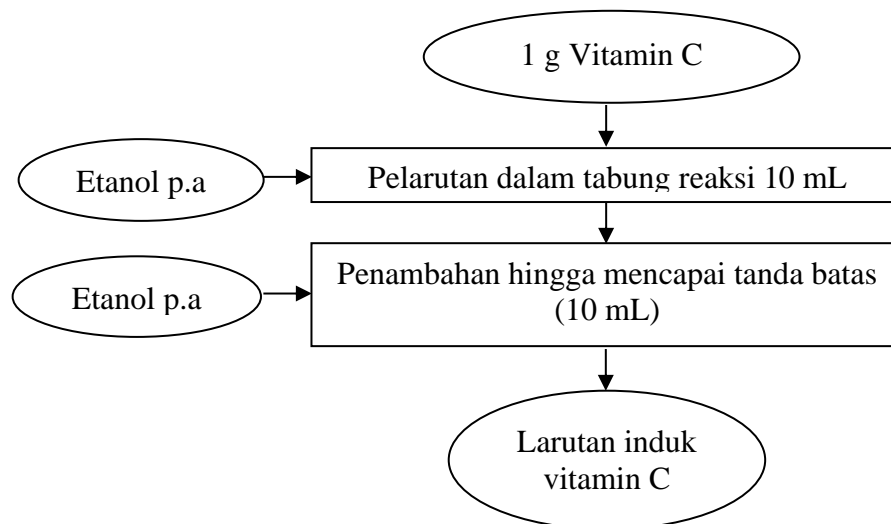 1 g Vitamin C
Etanol p.a
Pelarutan dalam tabung reaksi 10 mL
Etanol p.a
Penambahan hingga mencapai tanda batas
(10 mL)
Larutan induk
vitamin C